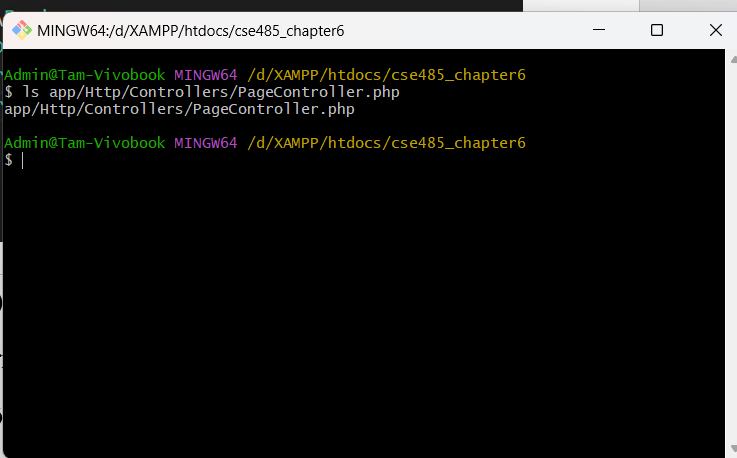 MINGW64:/d/XAMPP/htdocs/cse485_chapter6
Admin@Tam-Vivobook MINGW64 /d/XAMPP/htdocs/cse485_chapter6
$ ls app/Http/Controllers/PageController.php
app/Http/Controllers/PageController.php
Admin@Tam-Vivobook MINGW64 /d/XAMPP/htdocs/cse485_chapter6
$